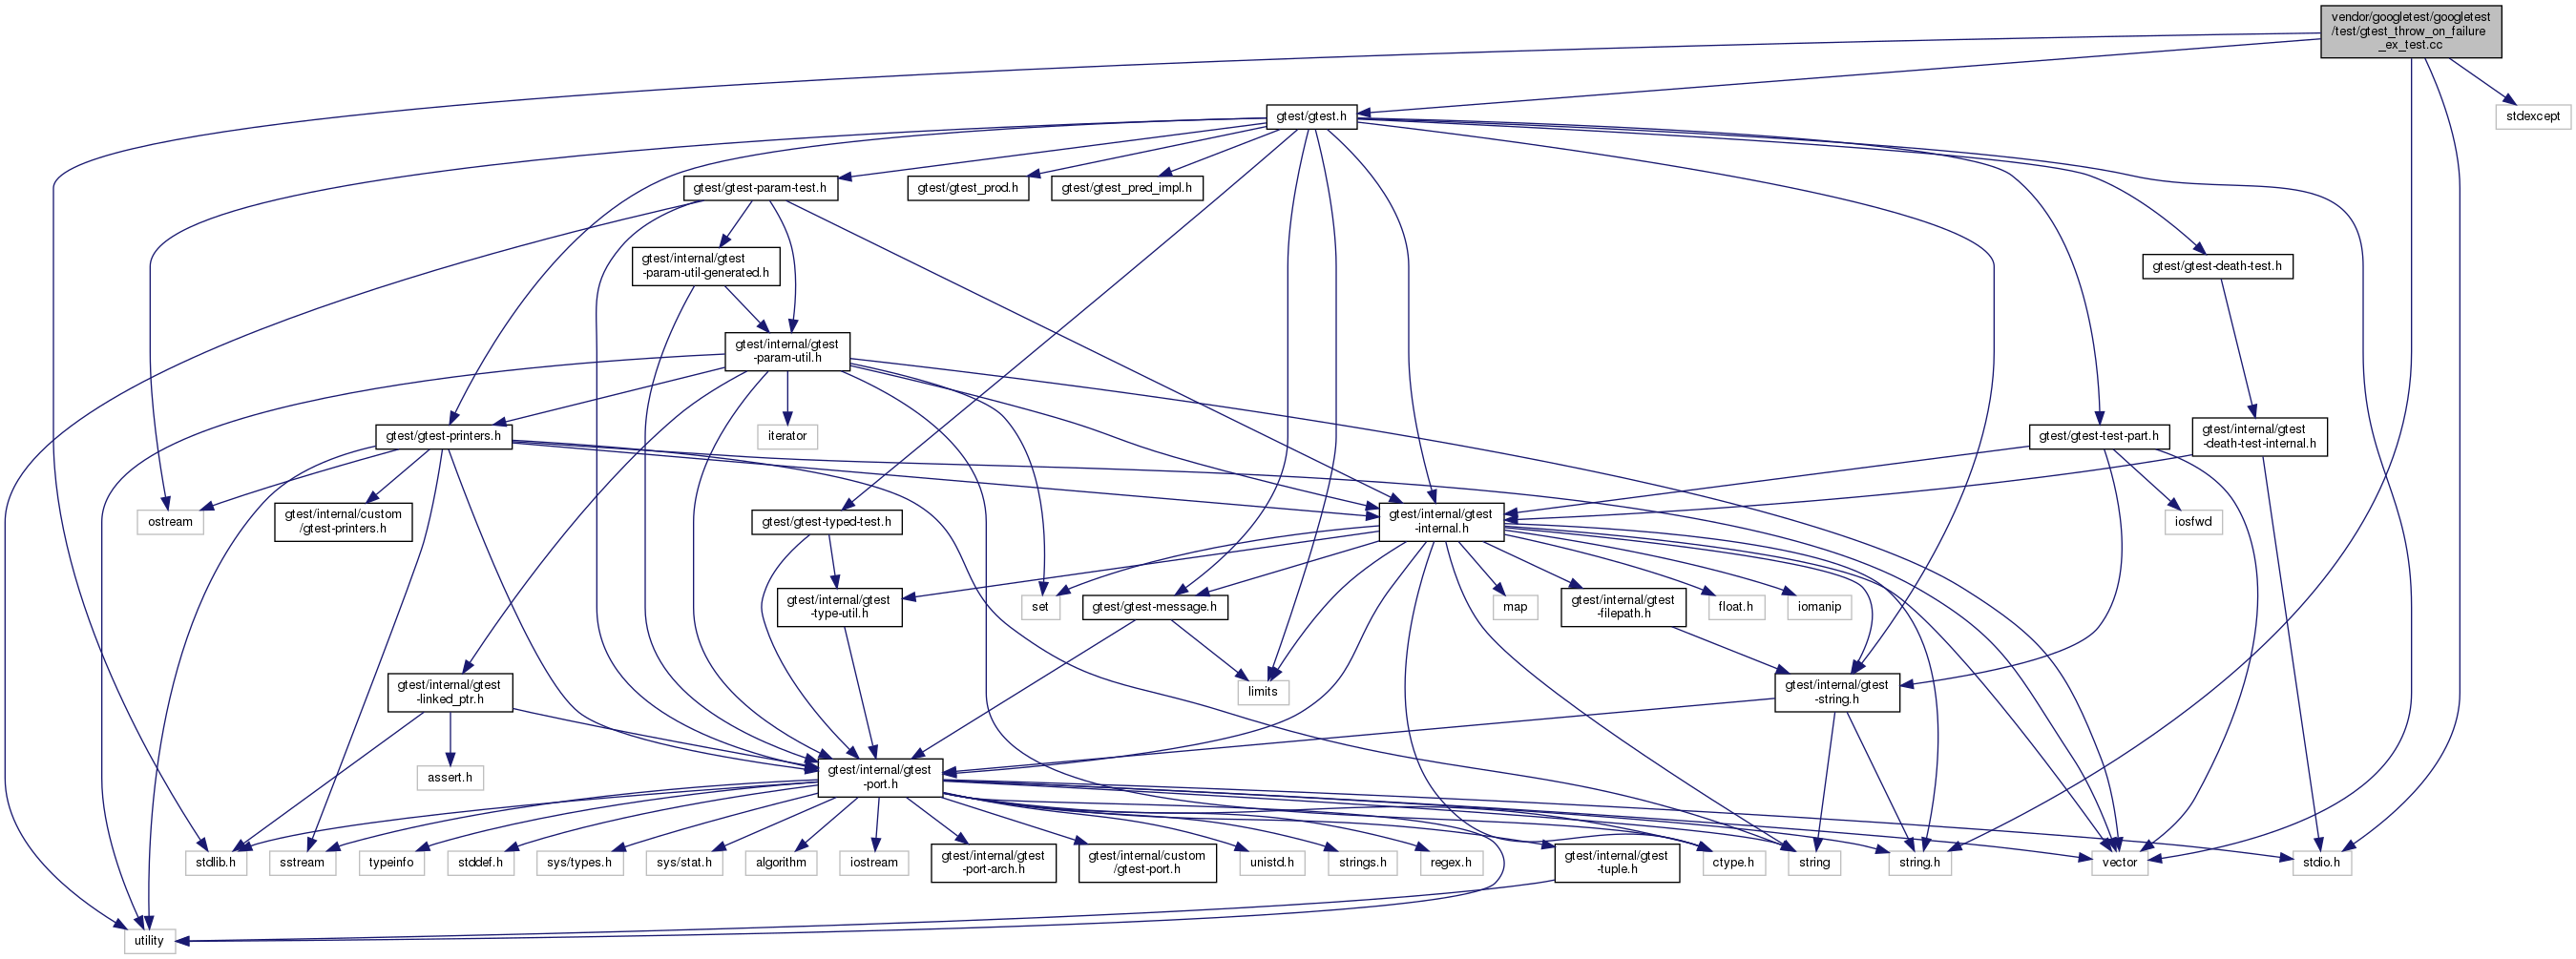 vendor/googletest/googletest
/test/gtest_throw_on_failure
_ex_test.cc
gtest/gtest.h
stdexcept
gtest/gtest-param-test.h
gtest/gtest_prod.h
gtest/gtest_pred_impl.h
gtest/internal/gtest
-param-util-generated.h
gtest/gtest-death-test.h
gtest/internal/gtest
-param-util.h
gtest/gtest-printers.h
iterator
gtest/gtest-test-part.h
gtest/internal/gtest
-death-test-internal.h
ostream
gtest/internal/custom
/gtest-printers.h
gtest/gtest-typed-test.h
gtest/internal/gtest
-internal.h
iosfwd
gtest/internal/gtest
-type-util.h
set
gtest/gtest-message.h
map
gtest/internal/gtest
-filepath.h
float.h
iomanip
gtest/internal/gtest
-linked_ptr.h
limits
gtest/internal/gtest
-string.h
assert.h
gtest/internal/gtest
-port.h
stdlib.h
sstream
typeinfo
stddef.h
sys/types.h
sys/stat.h
algorithm
iostream
gtest/internal/gtest
-port-arch.h
gtest/internal/custom
/gtest-port.h
unistd.h
strings.h
regex.h
gtest/internal/gtest
-tuple.h
ctype.h
string
string.h
vector
stdio.h
utility